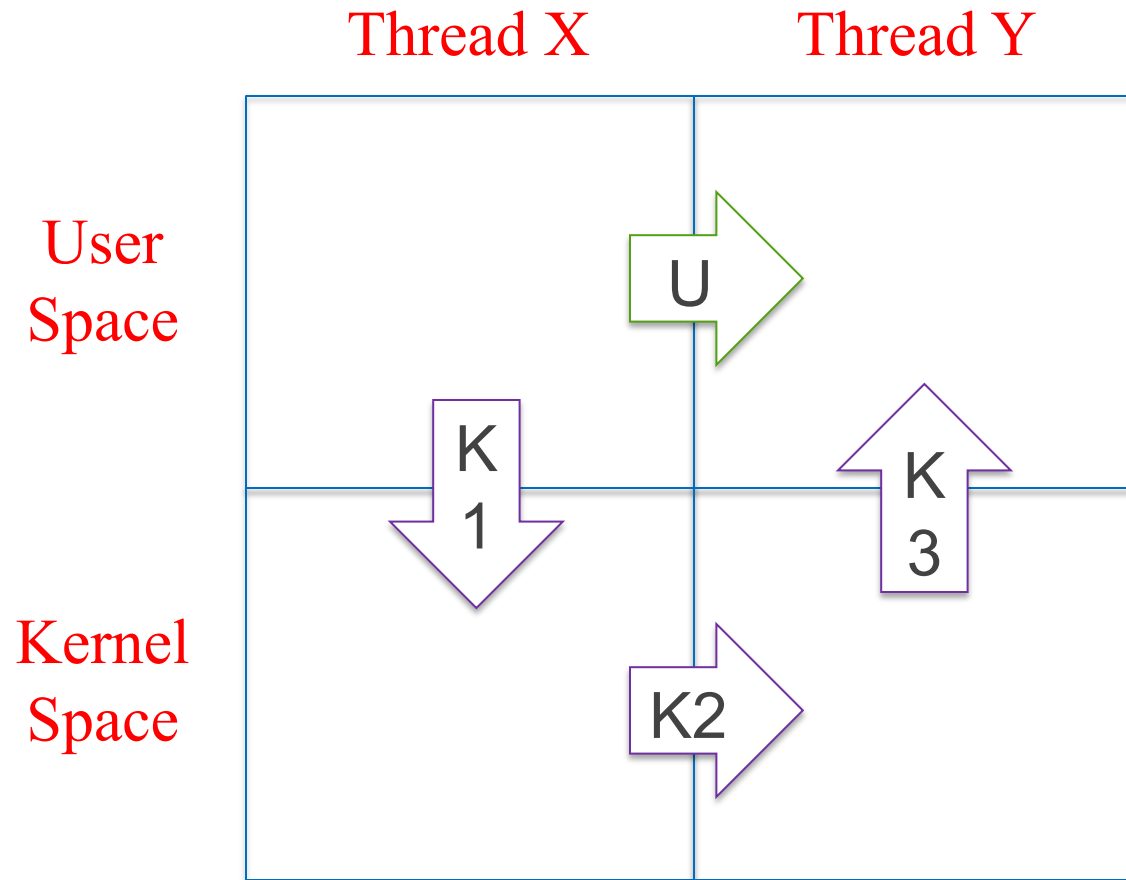 Thread X
Thread Y
User
Space
U
K
1
K
3
Kernel
Space
K2